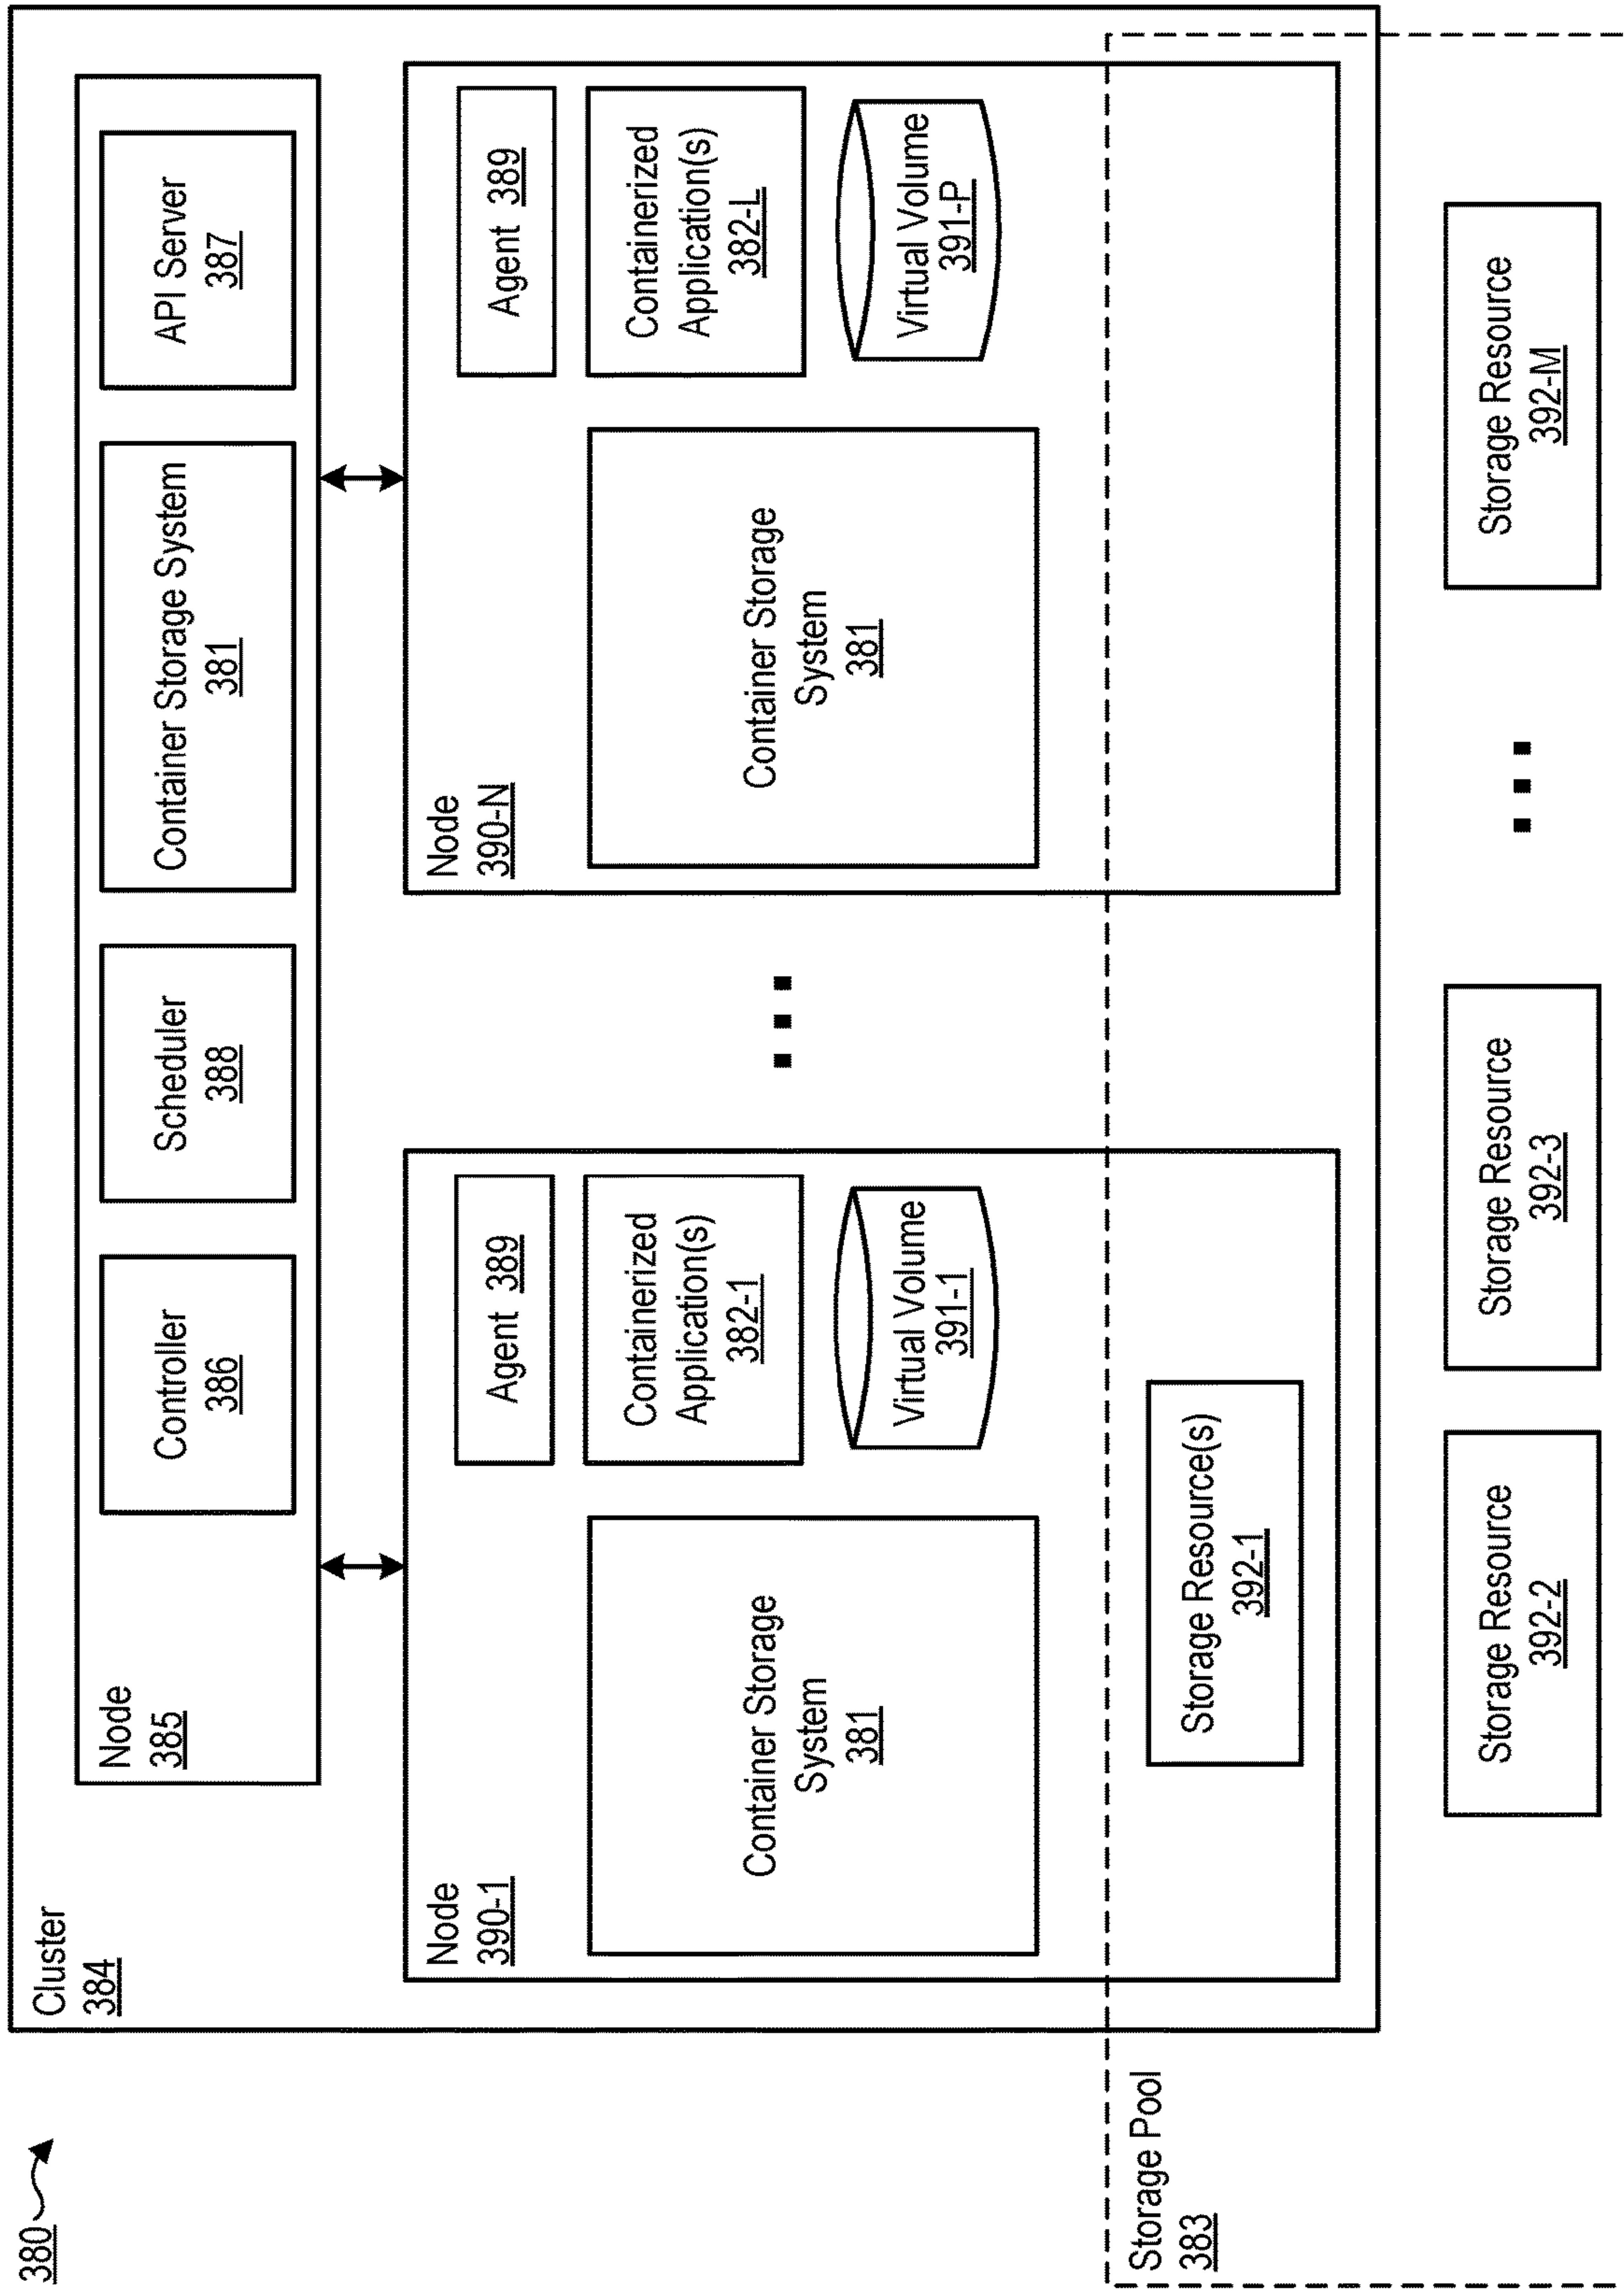 380
Cluster
384
Node
385
Controller
386
Scheduler
388
Container Storage System
381
API Server
387
Node
390-1
Agent 389
Containerized
Application(s)
382-1
Container Storage
System
381
Virtual Volume
391-1
Storage Resource(s)
392-1
Node
390-N
Agent 389
Containerized
Application(s)
382-L
Container Storage
System
381
Virtual Volume
391-P
Storage Pool
383
Storage Resource
392-2
Storage Resource
392-3
Storage Resource
392-M